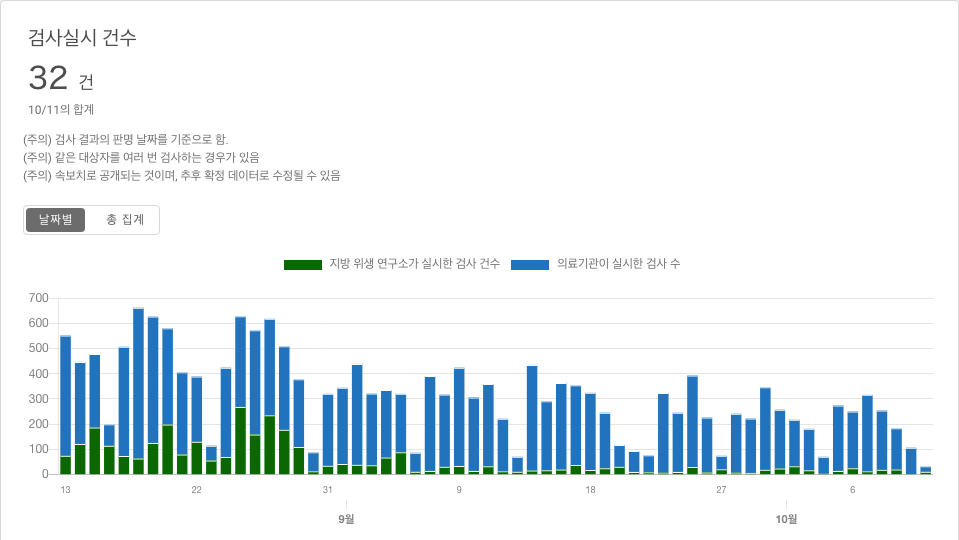 검사실시 건수
32 건
10/11의 합계
(주의) 검사 결과의 판명 날짜를 기준으로 함.
(주의) 같은 대상자를 여러 번 검사하는 경우가 있음
(주의) 속보치로 공개되는 것이며, 추후 확정 데이터로 수정될 수 있음
날짜별 총 집계
지방 위생 연구소가 실시한 검사 건수 의료기관이 실시한 검사 수
700
600
500
400
300
200
100
0
13 22 31 9 18 27 6
9월 10월